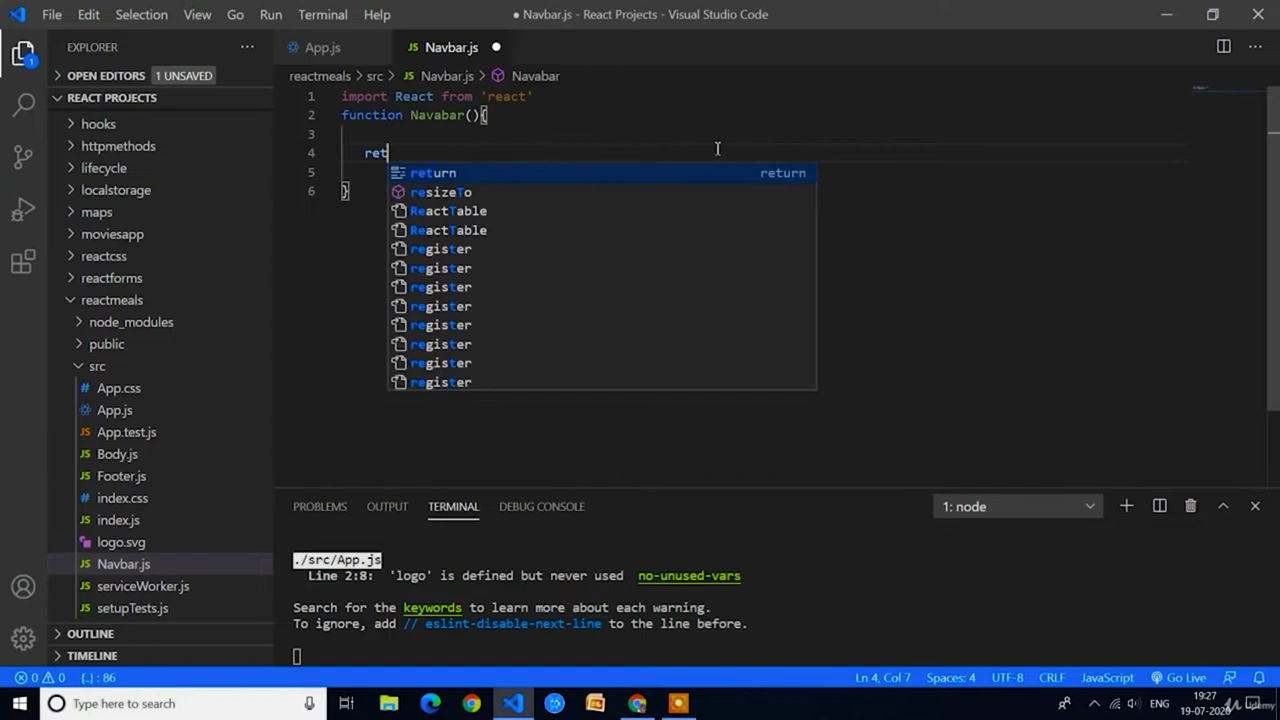 File Edit Selection View Go Run Terminal Help
● Navbar.js - React Projects - Visual Studio Code
EXPLORER
OPEN EDITORS 1 UNSAVED
REACT PROJECTS
hooks
httpmethods
lifecycle
localstorage
maps
moviesapp
reactcss
reactforms
reactmeals
node_modules
public
src
App.css
App.js
App.test.js
Body.js
Footer.js
index.css
index.js
logo.svg
Navbar.js
serviceWorker.js
setupTests.js
OUTLINE
TIMELINE
1
App.js
JS Navbar.js ●
reactmeals > src > JS Navbar.js > Navabar
1 import React from 'react'
2 function Navabar(){
3
4 ret
5
6 }
return return
resizeTo
ReactTable
ReactTable
register
register
register
register
register
register
register
register
PROBLEMS OUTPUT TERMINAL DEBUG CONSOLE 1: node
./src/App.js
Line 2:8: 'logo' is defined but never used no-unused-vars
Search for the keywords to learn more about each warning.
To ignore, add // eslint-disable-next-line to the line before.
0 0 {..} : 86 Ln 4, Col 7 Spaces: 4 UTF-8 CRLF JavaScript Go Live
Type here to search
ENG
19:27
19-07-2020
Udemy